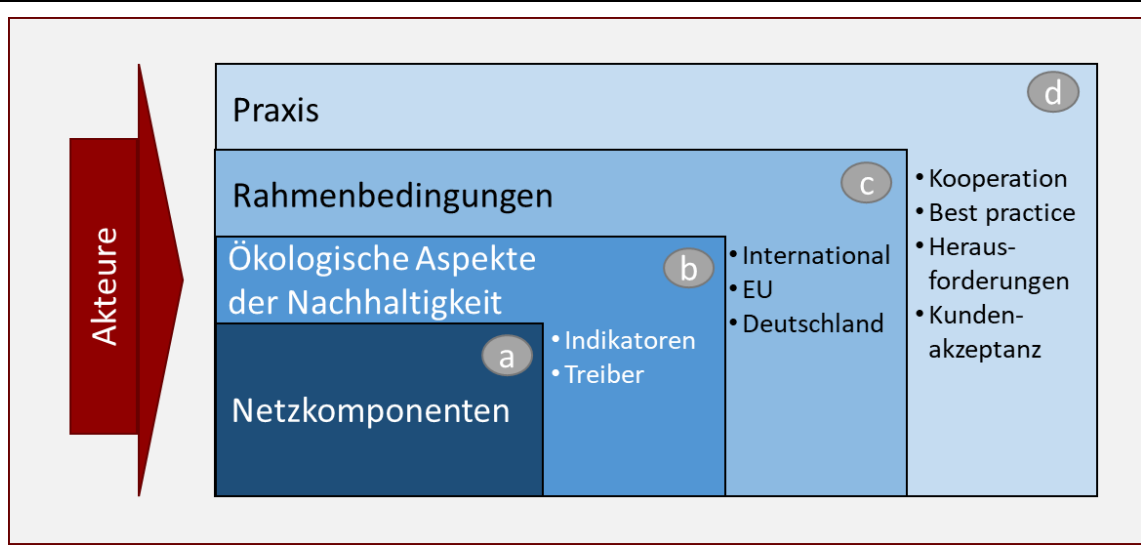 Akteure
Praxis
d
Rahmenbedingungen
c
Ökologische Aspekte
der Nachhaltigkeit
b
a
Netzkomponenten
• Indikatoren
• Treiber
• International
• EU
• Deutschland
• Kooperation
• Best practice
• Heraus-
forderungen
• Kunden-
akzeptanz